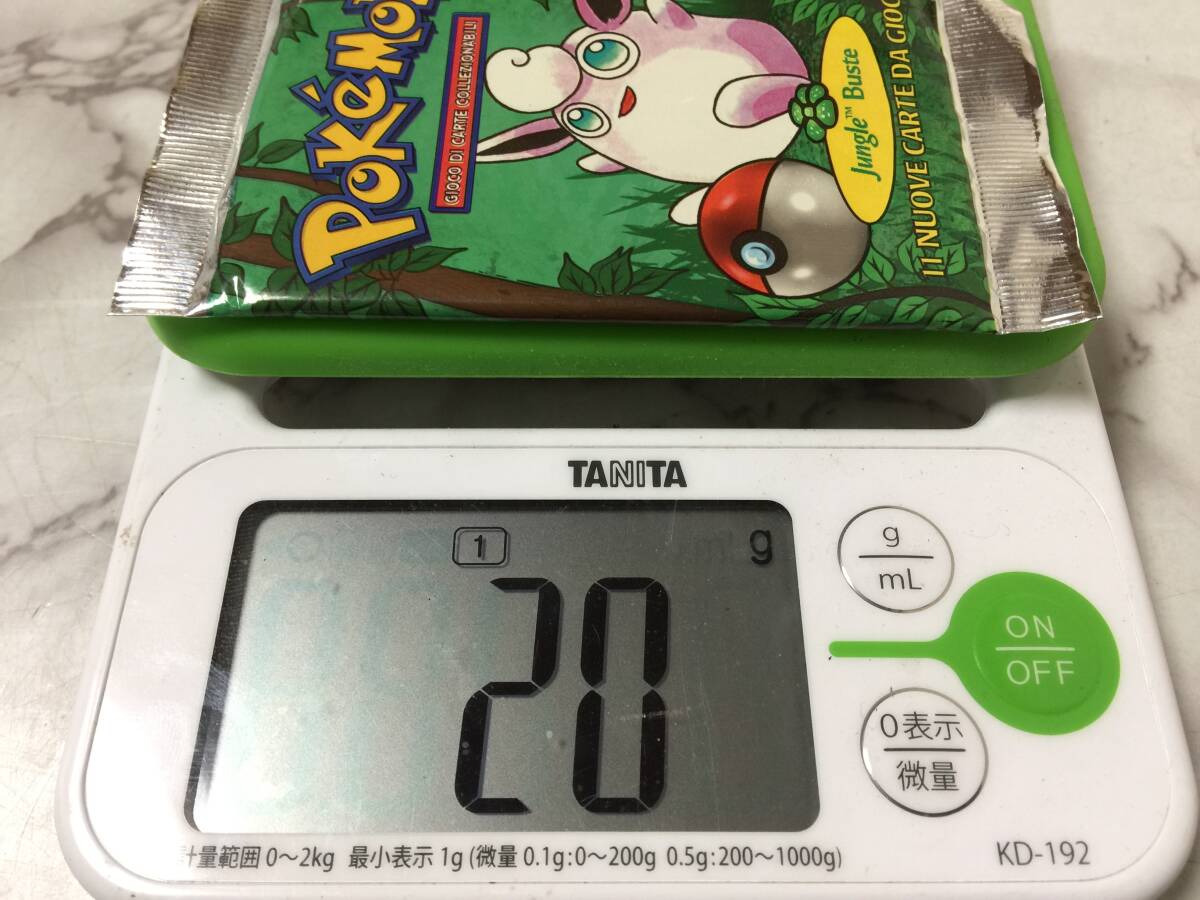 Pokémon
GIOCO DI CARTE COLLEZIONABILI
Jungle™ Buste
11 NUOVE CARTE DA GIOC
TANITA
1
g
20
g
mL
ON
OFF
0表示
微量
計量範囲 0～2kg 最小表示 1g (微量 0.1g:0～200g 0.5g:200～1000g)
KD-192